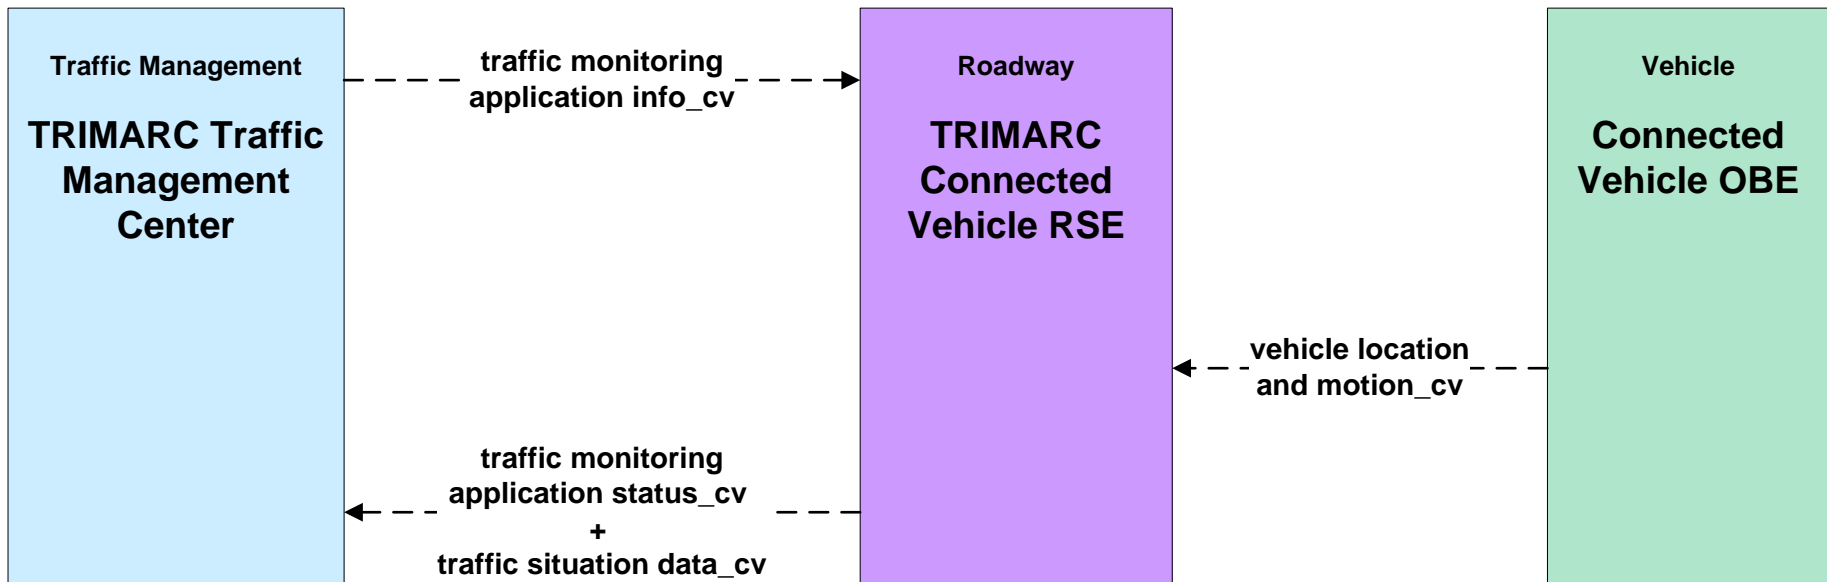 Traffic Management
TRIMARC Traffic
Management
Center
traffic monitoring
application info_cv
Roadway
TRIMARC
Connected
Vehicle RSE
Vehicle
Connected
Vehicle OBE
vehicle location
and motion_cv
traffic monitoring
application status_cv
+
traffic situation data_cv